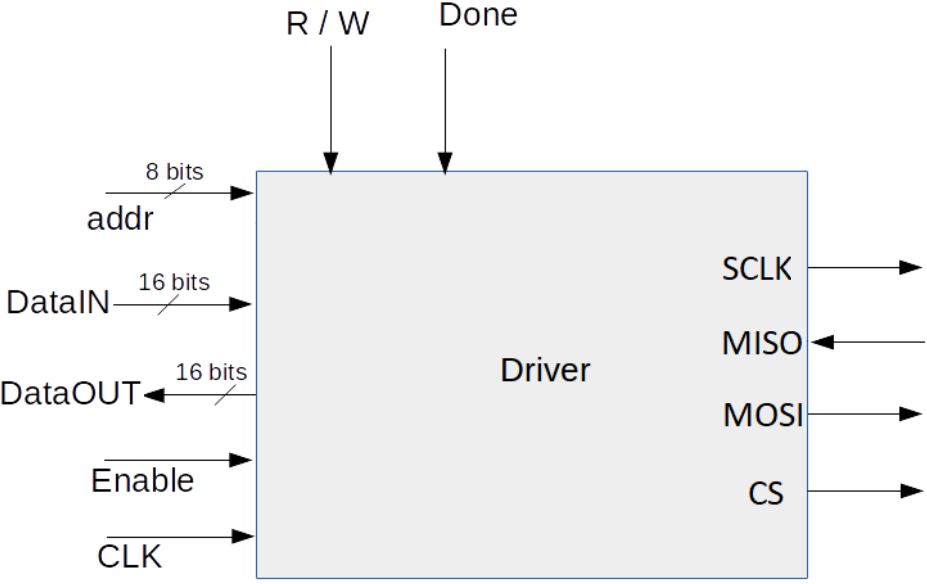 R / W
Done
8 bits
addr
16 bits
DataIN
16 bits
DataOUT
Enable
CLK
Driver
SCLK
MISO
MOSI
CS